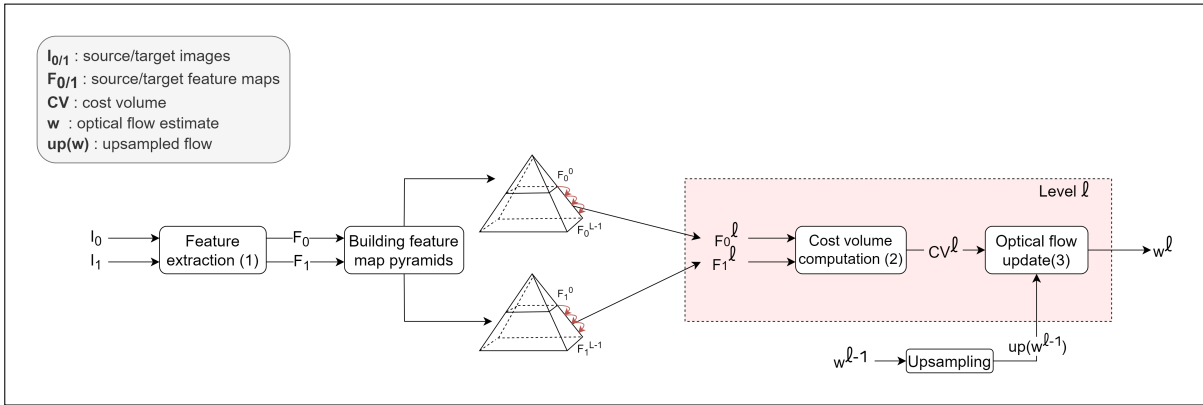 I0/1 : source/target images
F0/1 : source/target feature maps
CV : cost volume
w : optical flow estimate
up(w) : upsampled flow
I0
I1
Feature
extraction (1)
F0
F1
Building feature
map pyramids
F0^0
F0^L-1
F1^0
F1^L-1
Level ℓ
F0^ℓ
F1^ℓ
Cost volume
computation (2)
CV^ℓ
Optical flow
update(3)
w^ℓ
w^ℓ-1
Upsampling
up(w^ℓ-1)